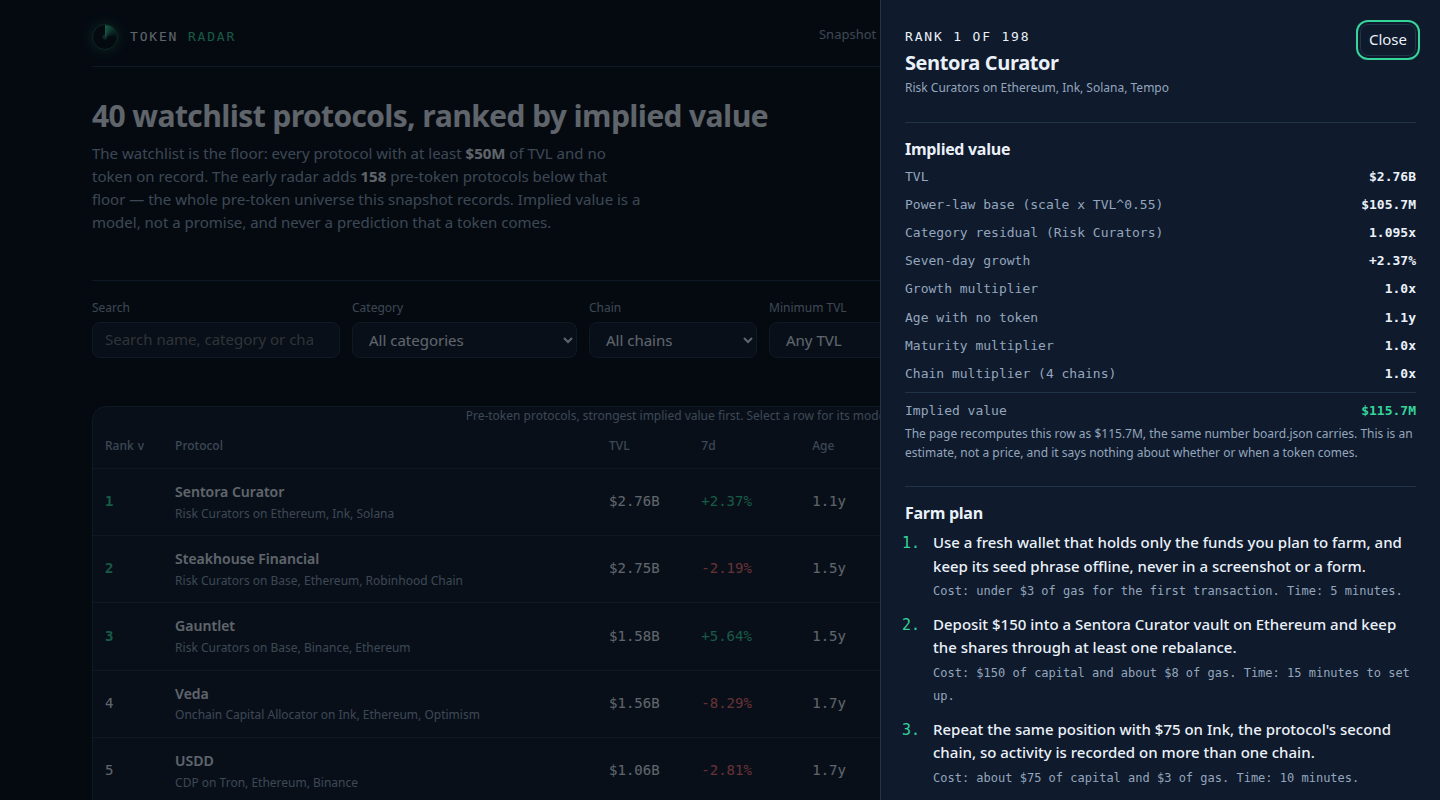 TOKEN RADAR
Snapshot
40 watchlist protocols, ranked by implied value
The watchlist is the floor: every protocol with at least $50M of TVL and no
token on record. The early radar adds 158 pre-token protocols below that
floor — the whole pre-token universe this snapshot records. Implied value is a
model, not a promise, and never a prediction that a token comes.
Search
Category
Chain
Minimum TVL
Search name, category or cha
All categories
All chains
Any TVL
Pre-token protocols, strongest implied value first. Select a row for its mod
Rank v Protocol TVL 7d Age
1 Sentora Curator $2.76B +2.37% 1.1y
Risk Curators on Ethereum, Ink, Solana
2 Steakhouse Financial $2.75B -2.19% 1.5y
Risk Curators on Base, Ethereum, Robinhood Chain
3 Gauntlet $1.58B +5.64% 1.5y
Risk Curators on Base, Binance, Ethereum
4 Veda $1.56B -8.29% 1.7y
Onchain Capital Allocator on Ink, Ethereum, Optimism
5 USDD $1.06B -2.81% 1.7y
CDP on Tron, Ethereum, Binance
RANK 1 OF 198
Close
Sentora Curator
Risk Curators on Ethereum, Ink, Solana, Tempo
Implied value
TVL $2.76B
Power-law base (scale x TVL^0.55) $105.7M
Category residual (Risk Curators) 1.095x
Seven-day growth +2.37%
Growth multiplier 1.0x
Age with no token 1.1y
Maturity multiplier 1.0x
Chain multiplier (4 chains) 1.0x
Implied value $115.7M
The page recomputes this row as $115.7M, the same number board.json carries. This is an
estimate, not a price, and it says nothing about whether or when a token comes.
Farm plan
1. Use a fresh wallet that holds only the funds you plan to farm, and
keep its seed phrase offline, never in a screenshot or a form.
Cost: under $3 of gas for the first transaction. Time: 5 minutes.
2. Deposit $150 into a Sentora Curator vault on Ethereum and keep
the shares through at least one rebalance.
Cost: $150 of capital and about $8 of gas. Time: 15 minutes to set
up.
3. Repeat the same position with $75 on Ink, the protocol's second
chain, so activity is recorded on more than one chain.
Cost: about $75 of capital and $3 of gas. Time: 10 minutes.